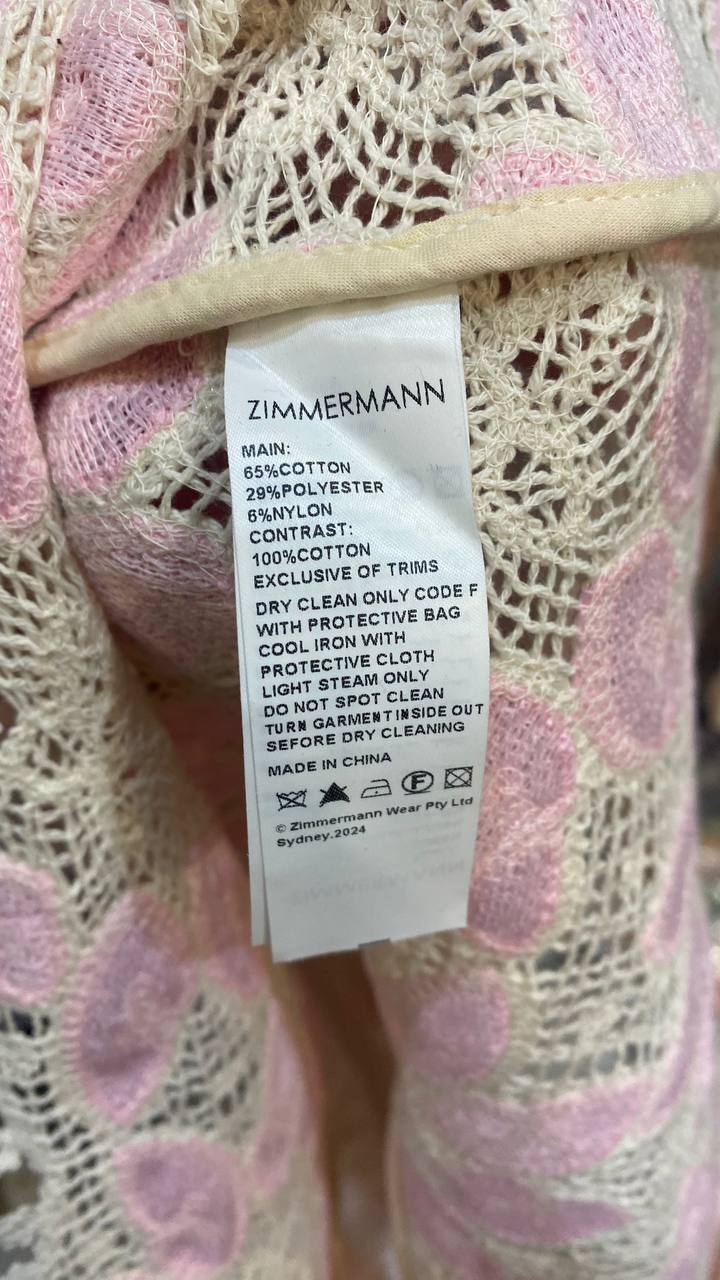 ZIMMERMANN
MAIN:
65%COTTON
29%POLYESTER
6%NYLON
CONTRAST:
100%COTTON
EXCLUSIVE OF TRIMS
DRY CLEAN ONLY CODE F
WITH PROTECTIVE BAG
COOL IRON WITH
PROTECTIVE CLOTH
LIGHT STEAM ONLY
DO NOT SPOT CLEAN
TURN GARMENT INSIDE OUT
SEFORE DRY CLEANING
MADE IN CHINA
F
© Zimmermann Wear Pty Ltd
Sydney.2024